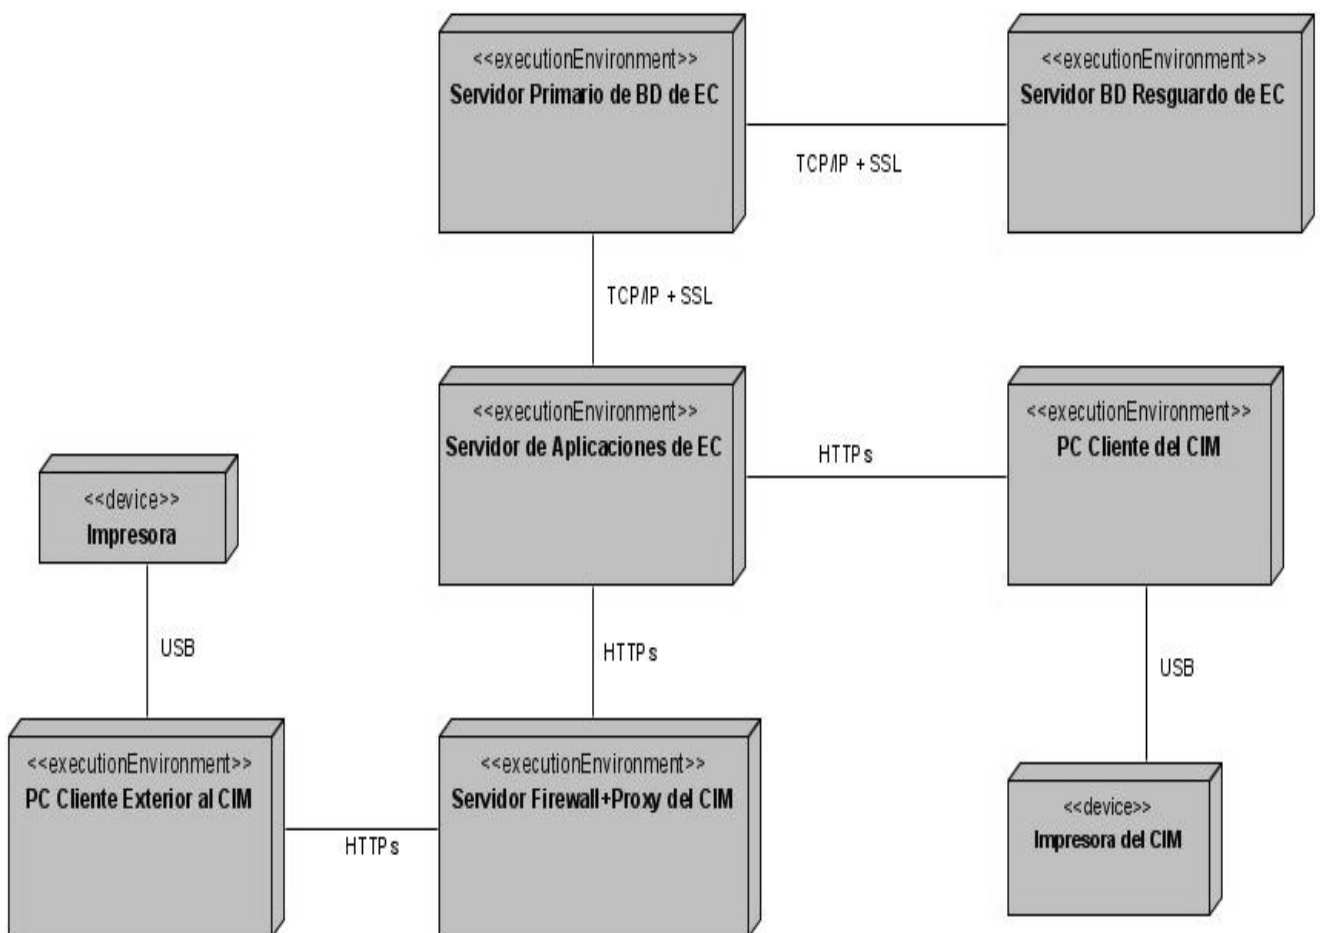 <<executionEnvironment>>
Servidor Primario de BD de EC
<<executionEnvironment>>
Servidor BD Resguardo de EC
TCP/IP + SSL
TCP/IP + SSL
<<executionEnvironment>>
Servidor de Aplicaciones de EC
<<executionEnvironment>>
PC Cliente del CIM
HTTPs
<<device>>
Impresora
USB
HTTPs
USB
<<executionEnvironment>>
PC Cliente Exterior al CIM
<<executionEnvironment>>
Servidor Firewall+Proxy del CIM
HTTPs
<<device>>
Impresora del CIM